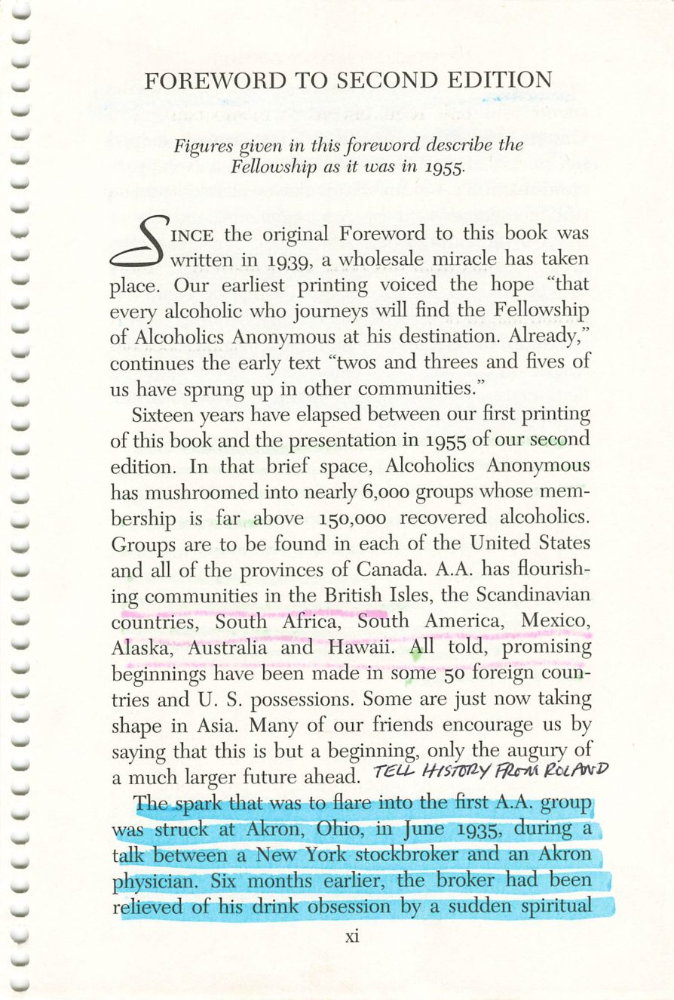 FOREWORD TO SECOND EDITION
Figures given in this foreword describe the
Fellowship as it was in 1955.
SINCE the original Foreword to this book was
written in 1939, a wholesale miracle has taken
place. Our earliest printing voiced the hope “that
every alcoholic who journeys will find the Fellowship
of Alcoholics Anonymous at his destination. Already,”
continues the early text “twos and threes and fives of
us have sprung up in other communities.”
Sixteen years have elapsed between our first printing
of this book and the presentation in 1955 of our second
edition. In that brief space, Alcoholics Anonymous
has mushroomed into nearly 6,000 groups whose mem-
bership is far above 150,000 recovered alcoholics.
Groups are to be found in each of the United States
and all of the provinces of Canada. A.A. has flourish-
ing communities in the British Isles, the Scandinavian
countries, South Africa, South America, Mexico,
Alaska, Australia and Hawaii. All told, promising
beginnings have been made in some 50 foreign coun-
tries and U. S. possessions. Some are just now taking
shape in Asia. Many of our friends encourage us by
saying that this is but a beginning, only the augury of
a much larger future ahead. TELL HISTORY FROM ROLAND
The spark that was to flare into the first A.A. group
was struck at Akron, Ohio, in June 1935, during a
talk between a New York stockbroker and an Akron
physician. Six months earlier, the broker had been
relieved of his drink obsession by a sudden spiritual
xi